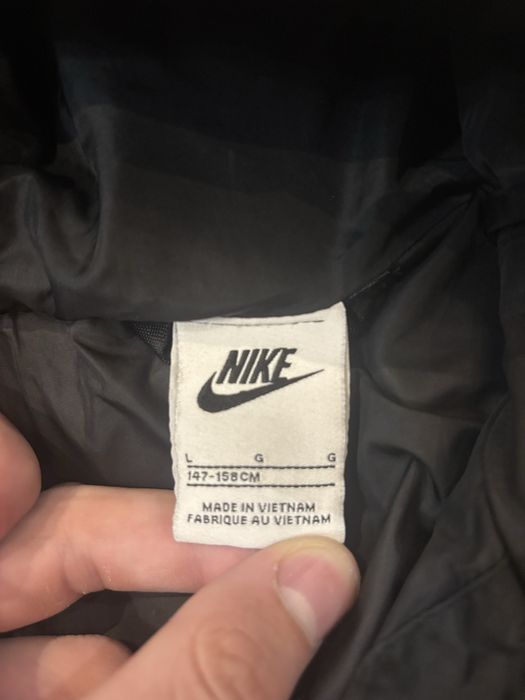 NIKE
L G G
147-158CM
MADE IN VIETNAM
FABRIQUE AU VIETNAM